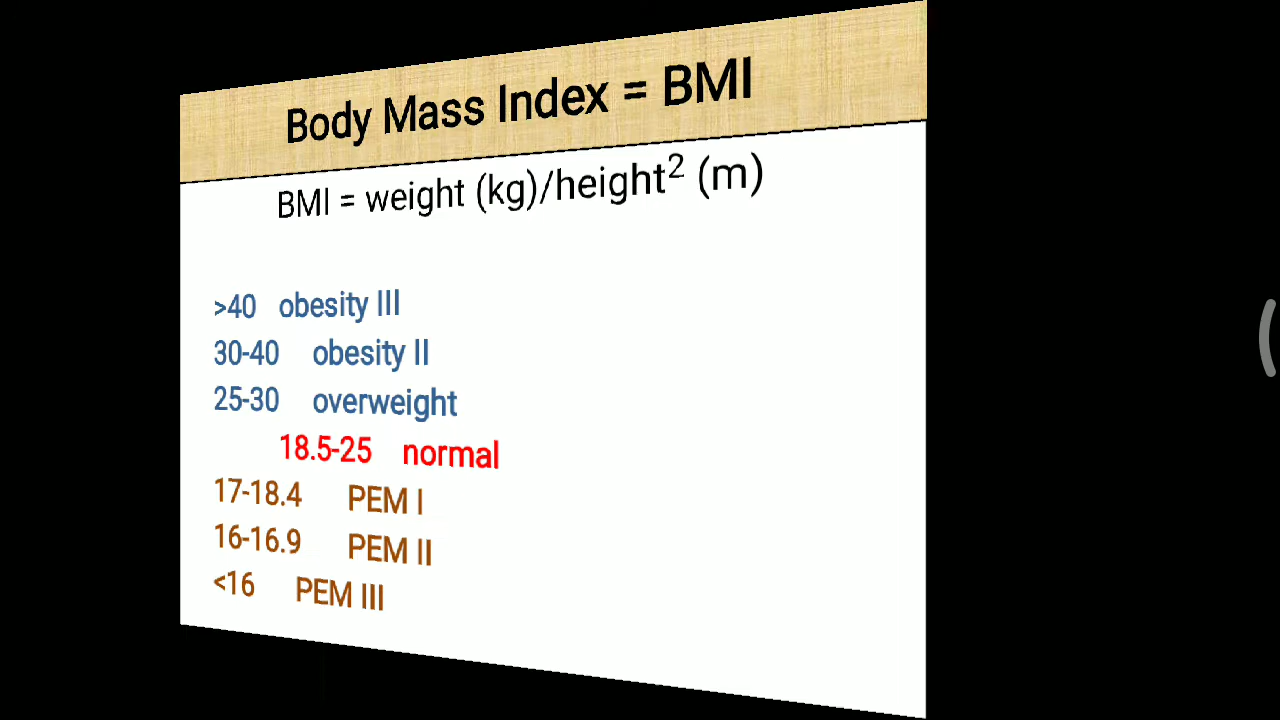 Body Mass Index = BMI
BMI = weight (kg)/height² (m)
>40 obesity III
30-40 obesity II
25-30 overweight
18.5-25 normal
17-18.4 PEM I
16-16.9 PEM II
<16 PEM III